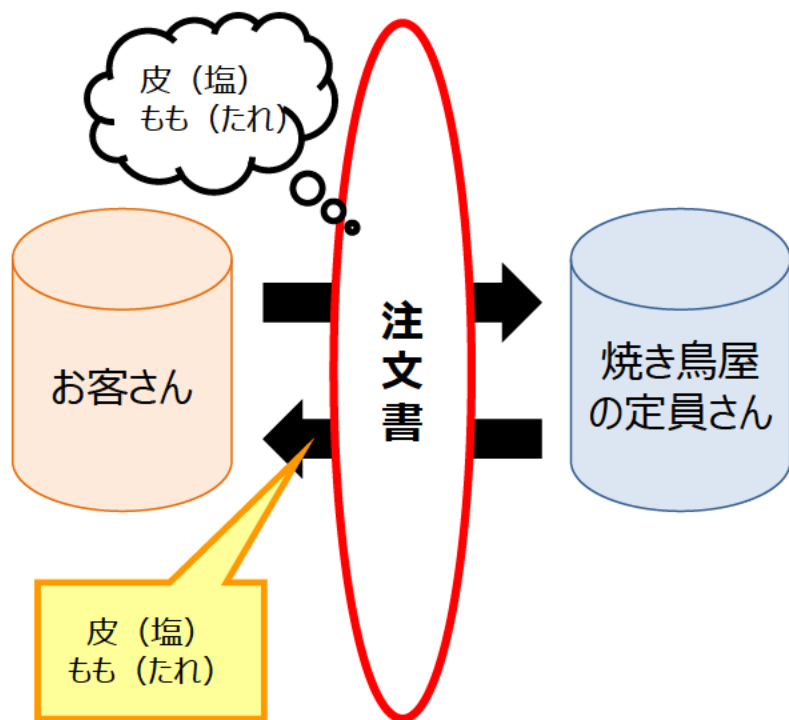 皮（塩）
もも（たれ）
お客さん
注文書
焼き鳥屋
の定員さん
皮（塩）
もも（たれ）